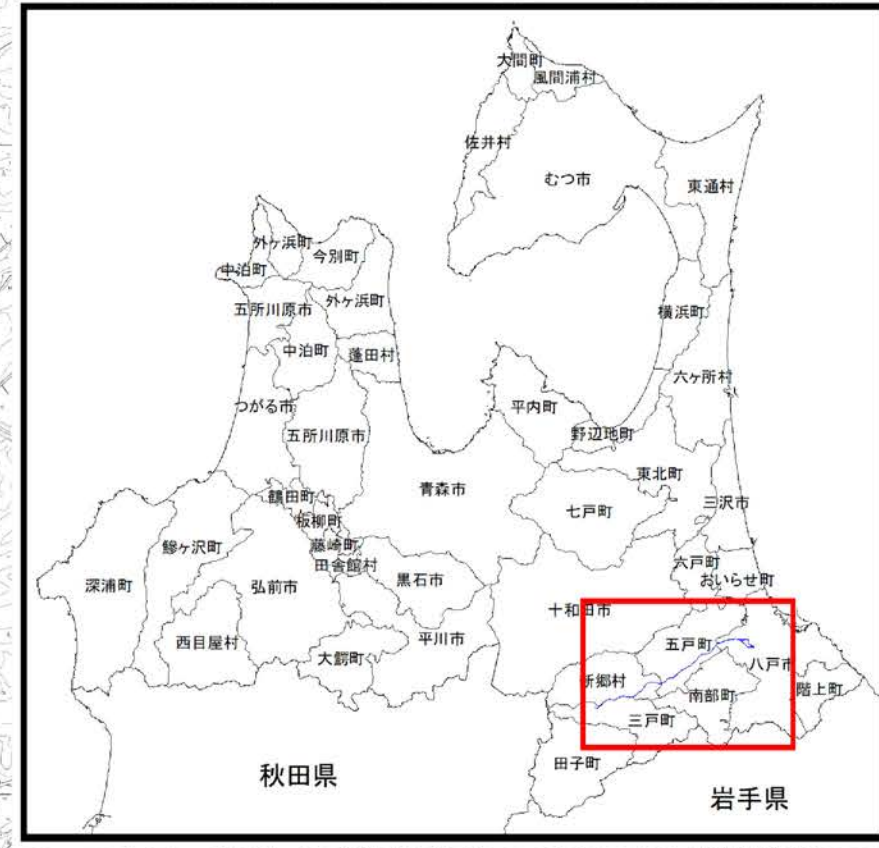 大間町
風間浦村
佐井村
むつ市
東通村
外ヶ浜町
今別町
中泊町
五所川原市
外ヶ浜町
横浜町
中泊町
蓬田村
六ヶ所村
つがる市
平内町
五所川原市
野辺地町
東北町
青森市
鶴田町
七戸町
三沢市
板柳町
鰺ヶ沢町
藤崎町
田舎館村
六戸町
おいらせ町
深浦町
弘前市
黒石市
十和田市
西目屋村
平川市
五戸町
大鰐町
八戸市
新郷村
南部町
階上町
三戸町
田子町
秋田県
岩手県